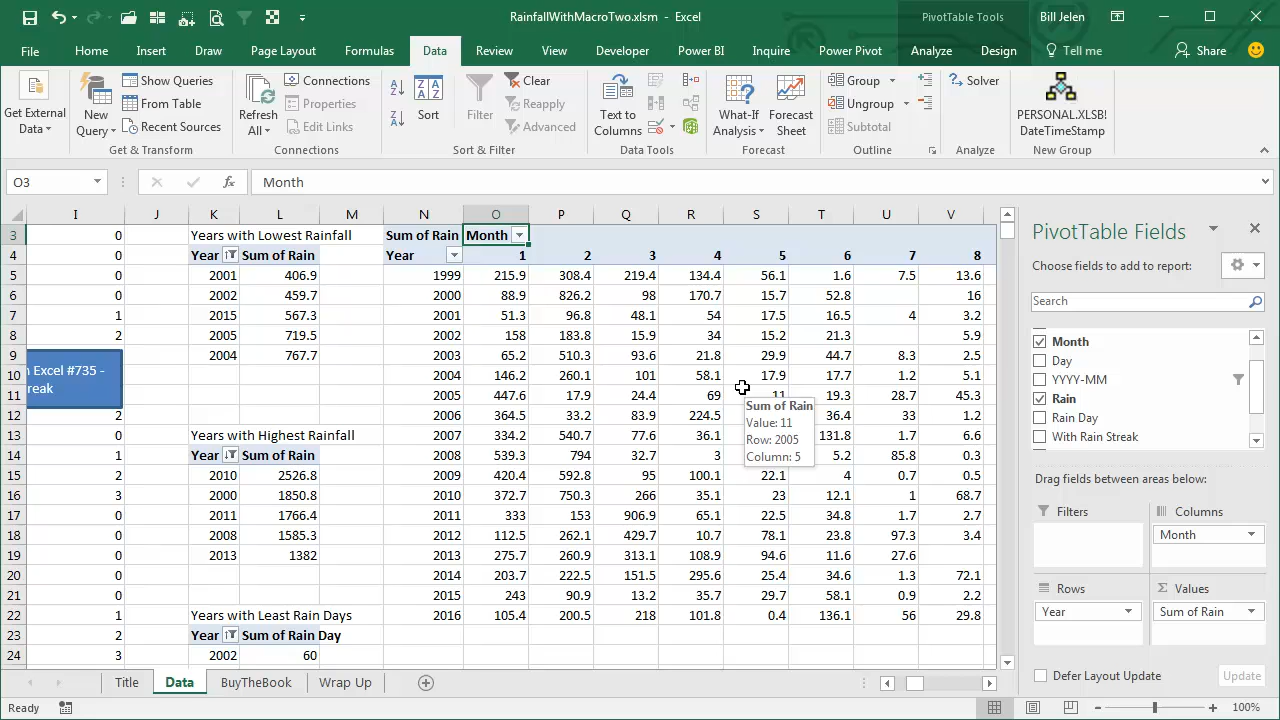 RainfallWithMacroTwo.xlsm - Excel
PivotTable Tools
Bill Jelen
File Home Insert Draw Page Layout Formulas Data Review View Developer Power BI Inquire Power Pivot Analyze Design Tell me Share
Get External
Data
New
Query
Show Queries
From Table
Recent Sources
Get & Transform
Refresh
All
Connections
Properties
Edit Links
Connections
Sort
Filter
Clear
Reapply
Advanced
Sort & Filter
Text to
Columns
Data Tools
What-If
Analysis
Forecast
Sheet
Forecast
Group
Ungroup
Subtotal
Outline
Solver
Analyze
PERSONAL.XLSB!
DateTimeStamp
New Group
O3 fx Month
I J K L M N O P Q R S T U V
3 0 Years with Lowest Rainfall Sum of Rain Month
4 0 Year Sum of Rain Year 1 2 3 4 5 6 7 8
5 0 2001 406.9 1999 215.9 308.4 219.4 134.4 56.1 1.6 7.5 13.6
6 0 2002 459.7 2000 88.9 826.2 98 170.7 15.7 52.8 16
7 1 2015 567.3 2001 51.3 96.8 48.1 54 17.5 16.5 4 3.2
8 2 2005 719.5 2002 158 183.8 15.9 34 15.2 21.3 5.9
9 2004 767.7 2003 65.2 510.3 93.6 21.8 29.9 44.7 8.3 2.5
10 n Excel #735 - 2004 146.2 260.1 101 58.1 17.9 17.7 1.2 5.1
11 reak 2005 447.6 17.9 24.4 69 11 19.3 28.7 45.3
12 2 2006 364.5 33.2 83.9 224.5 36.4 33 1.2
13 0 Years with Highest Rainfall 2007 334.2 540.7 77.6 36.1 131.8 1.7 6.6
14 1 Year Sum of Rain 2008 539.3 794 32.7 3 5.2 85.8 0.3
15 2 2010 2526.8 2009 420.4 592.8 95 100.1 22.1 4 0.7 0.5
16 3 2000 1850.8 2010 372.7 750.3 266 35.1 23 12.1 1 68.7
17 0 2011 1766.4 2011 333 153 906.9 65.1 22.5 34.8 1.7 2.7
18 0 2008 1585.3 2012 112.5 262.1 429.7 10.7 78.1 23.8 97.3 3.4
19 0 2013 1382 2013 275.7 260.9 313.1 108.9 94.6 11.6 27.6
20 0 2014 203.7 222.5 151.5 295.6 25.4 34.6 1.3 72.1
21 0 2015 243 90.9 13.2 35.7 29.7 58.1 0.9 2.2
22 1 Years with Least Rain Days 2016 105.4 200.5 218 101.8 0.4 136.1 56 29.8
23 2 Year Sum of Rain Day
24 3 2002 60
Sum of Rain
Value: 11
Row: 2005
Column: 5
PivotTable Fields
Choose fields to add to report:
Search
Month
Day
YYYY-MM
Rain
Rain Day
With Rain Streak
Drag fields between areas below:
Filters
Columns
Month
Rows
Year
Σ Values
Sum of Rain
Defer Layout Update Update
Title Data BuyTheBook Wrap Up
Ready 100%